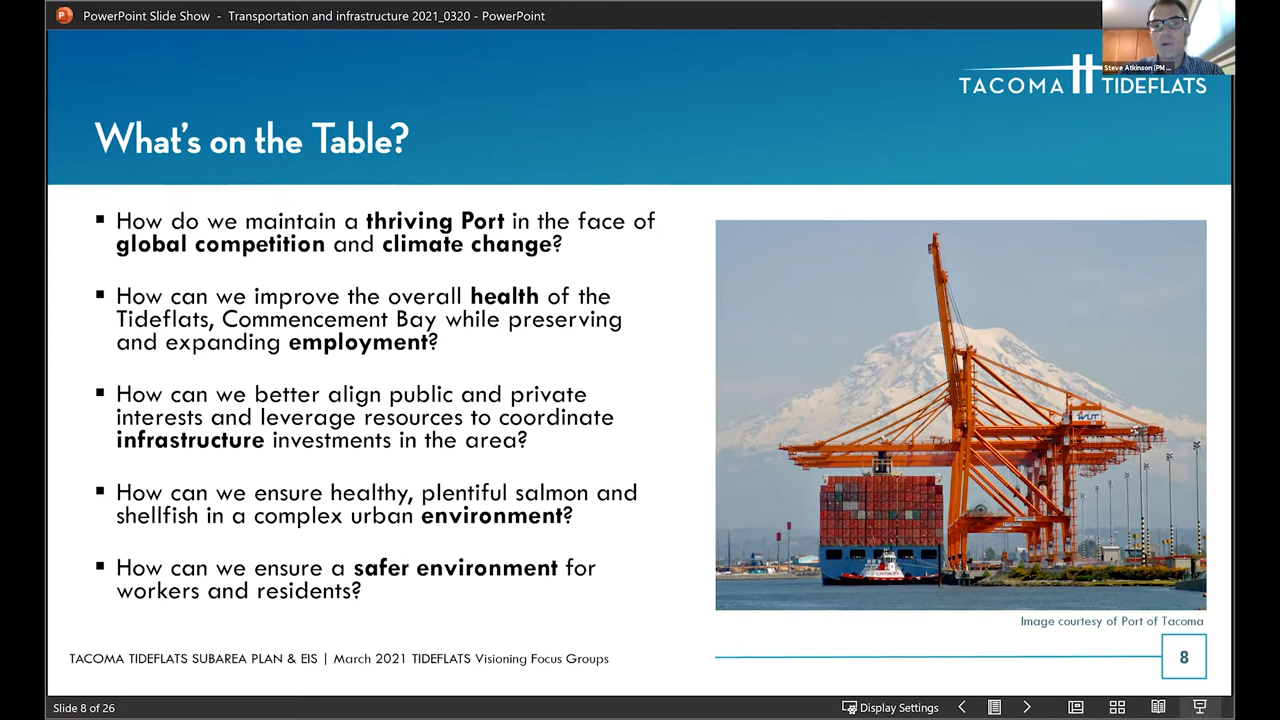 PowerPoint Slide Show - Transportation and infrastructure 2021_0320 - PowerPoint
Steve Atkinson (PM ...
TACOMA TIDEFLATS
What's on the Table?
▪ How do we maintain a thriving Port in the face of
global competition and climate change?
▪ How can we improve the overall health of the
Tideflats, Commencement Bay while preserving
and expanding employment?
▪ How can we better align public and private
interests and leverage resources to coordinate
infrastructure investments in the area?
▪ How can we ensure healthy, plentiful salmon and
shellfish in a complex urban environment?
▪ How can we ensure a safer environment for
workers and residents?
WUT
Image courtesy of Port of Tacoma
TACOMA TIDEFLATS SUBAREA PLAN & EIS | March 2021 TIDEFLATS Visioning Focus Groups
8
Slide 8 of 26
Display Settings